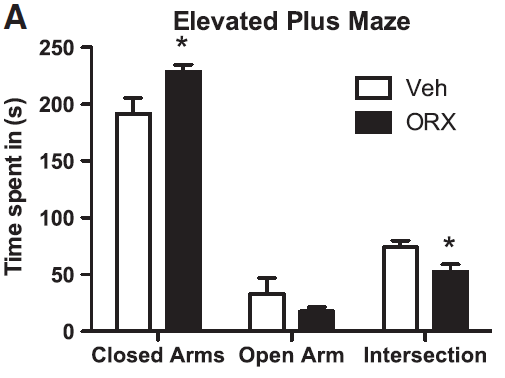 A
Elevated Plus Maze
Time spent in (s)
250
200
150
100
50
0
*
*
Veh
ORX
Closed Arms
Open Arm
Intersection